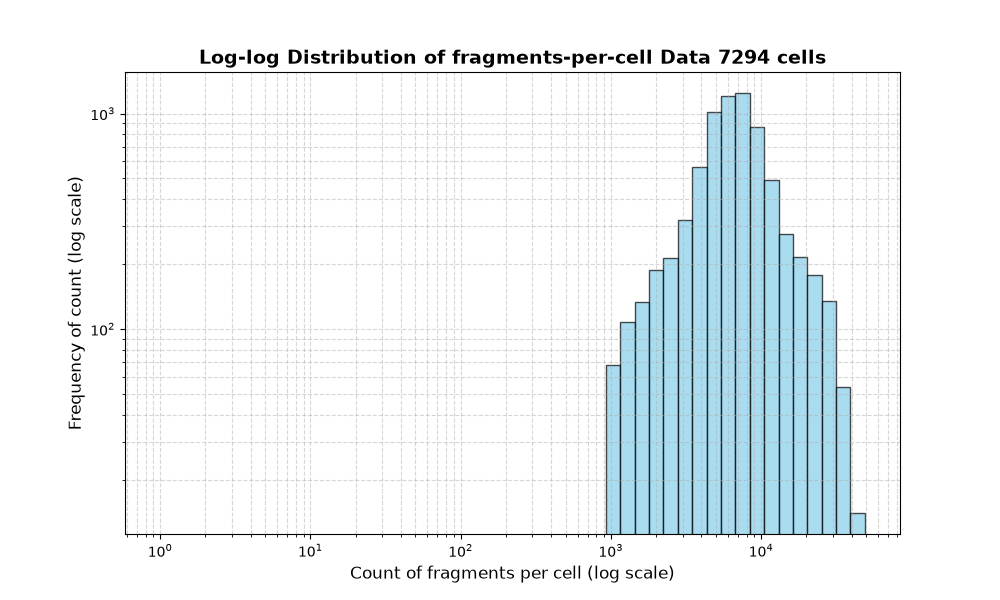 Log-log Distribution of fragments-per-cell Data 7294 cells
10³
10²
Frequency of count (log scale)
10⁰ 10¹ 10² 10³ 10⁴
Count of fragments per cell (log scale)